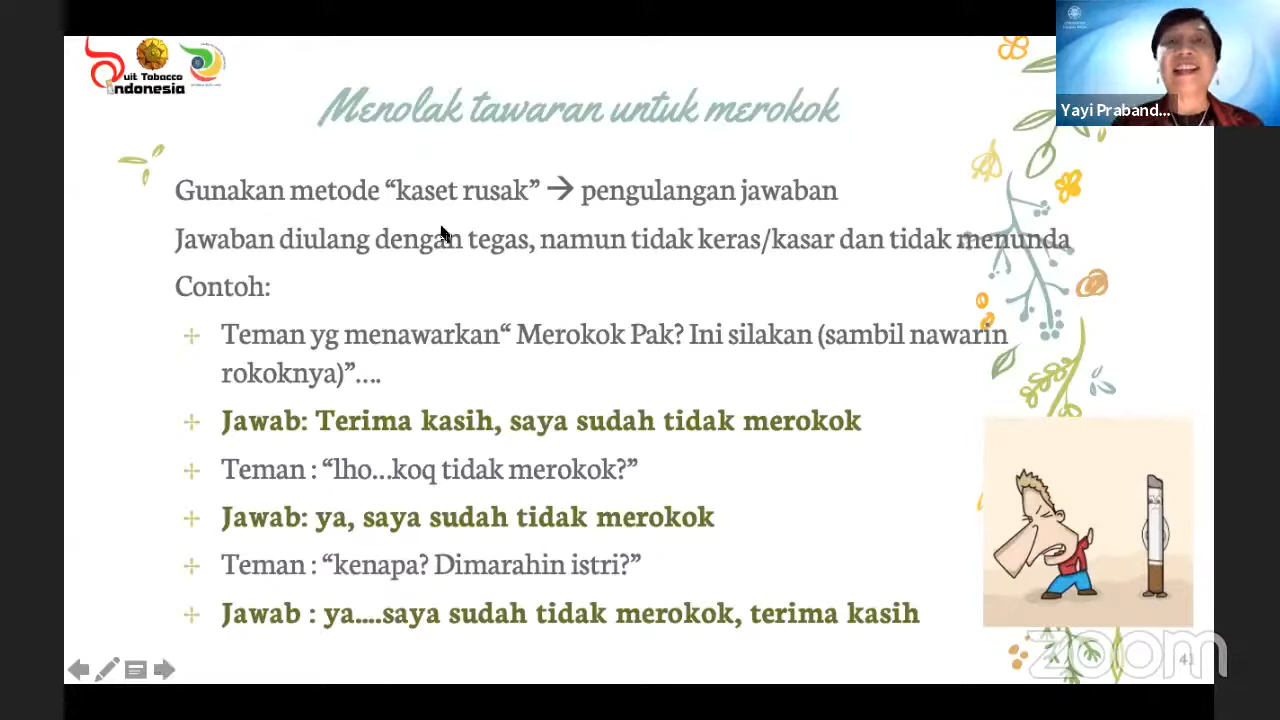 uit Tobacco
Indonesia
Menolak tawaran untuk merokok
Yayi Praband...
Gunakan metode “kaset rusak” → pengulangan jawaban
Jawaban diulang dengan tegas, namun tidak keras/kasar dan tidak menunda
Contoh:
Teman yg menawarkan“ Merokok Pak? Ini silakan (sambil nawarin
rokoknya)”….
Jawab: Terima kasih, saya sudah tidak merokok
Teman : “lho…koq tidak merokok?”
Jawab: ya, saya sudah tidak merokok
Teman : “kenapa? Dimarahin istri?”
Jawab : ya....saya sudah tidak merokok, terima kasih
zoom